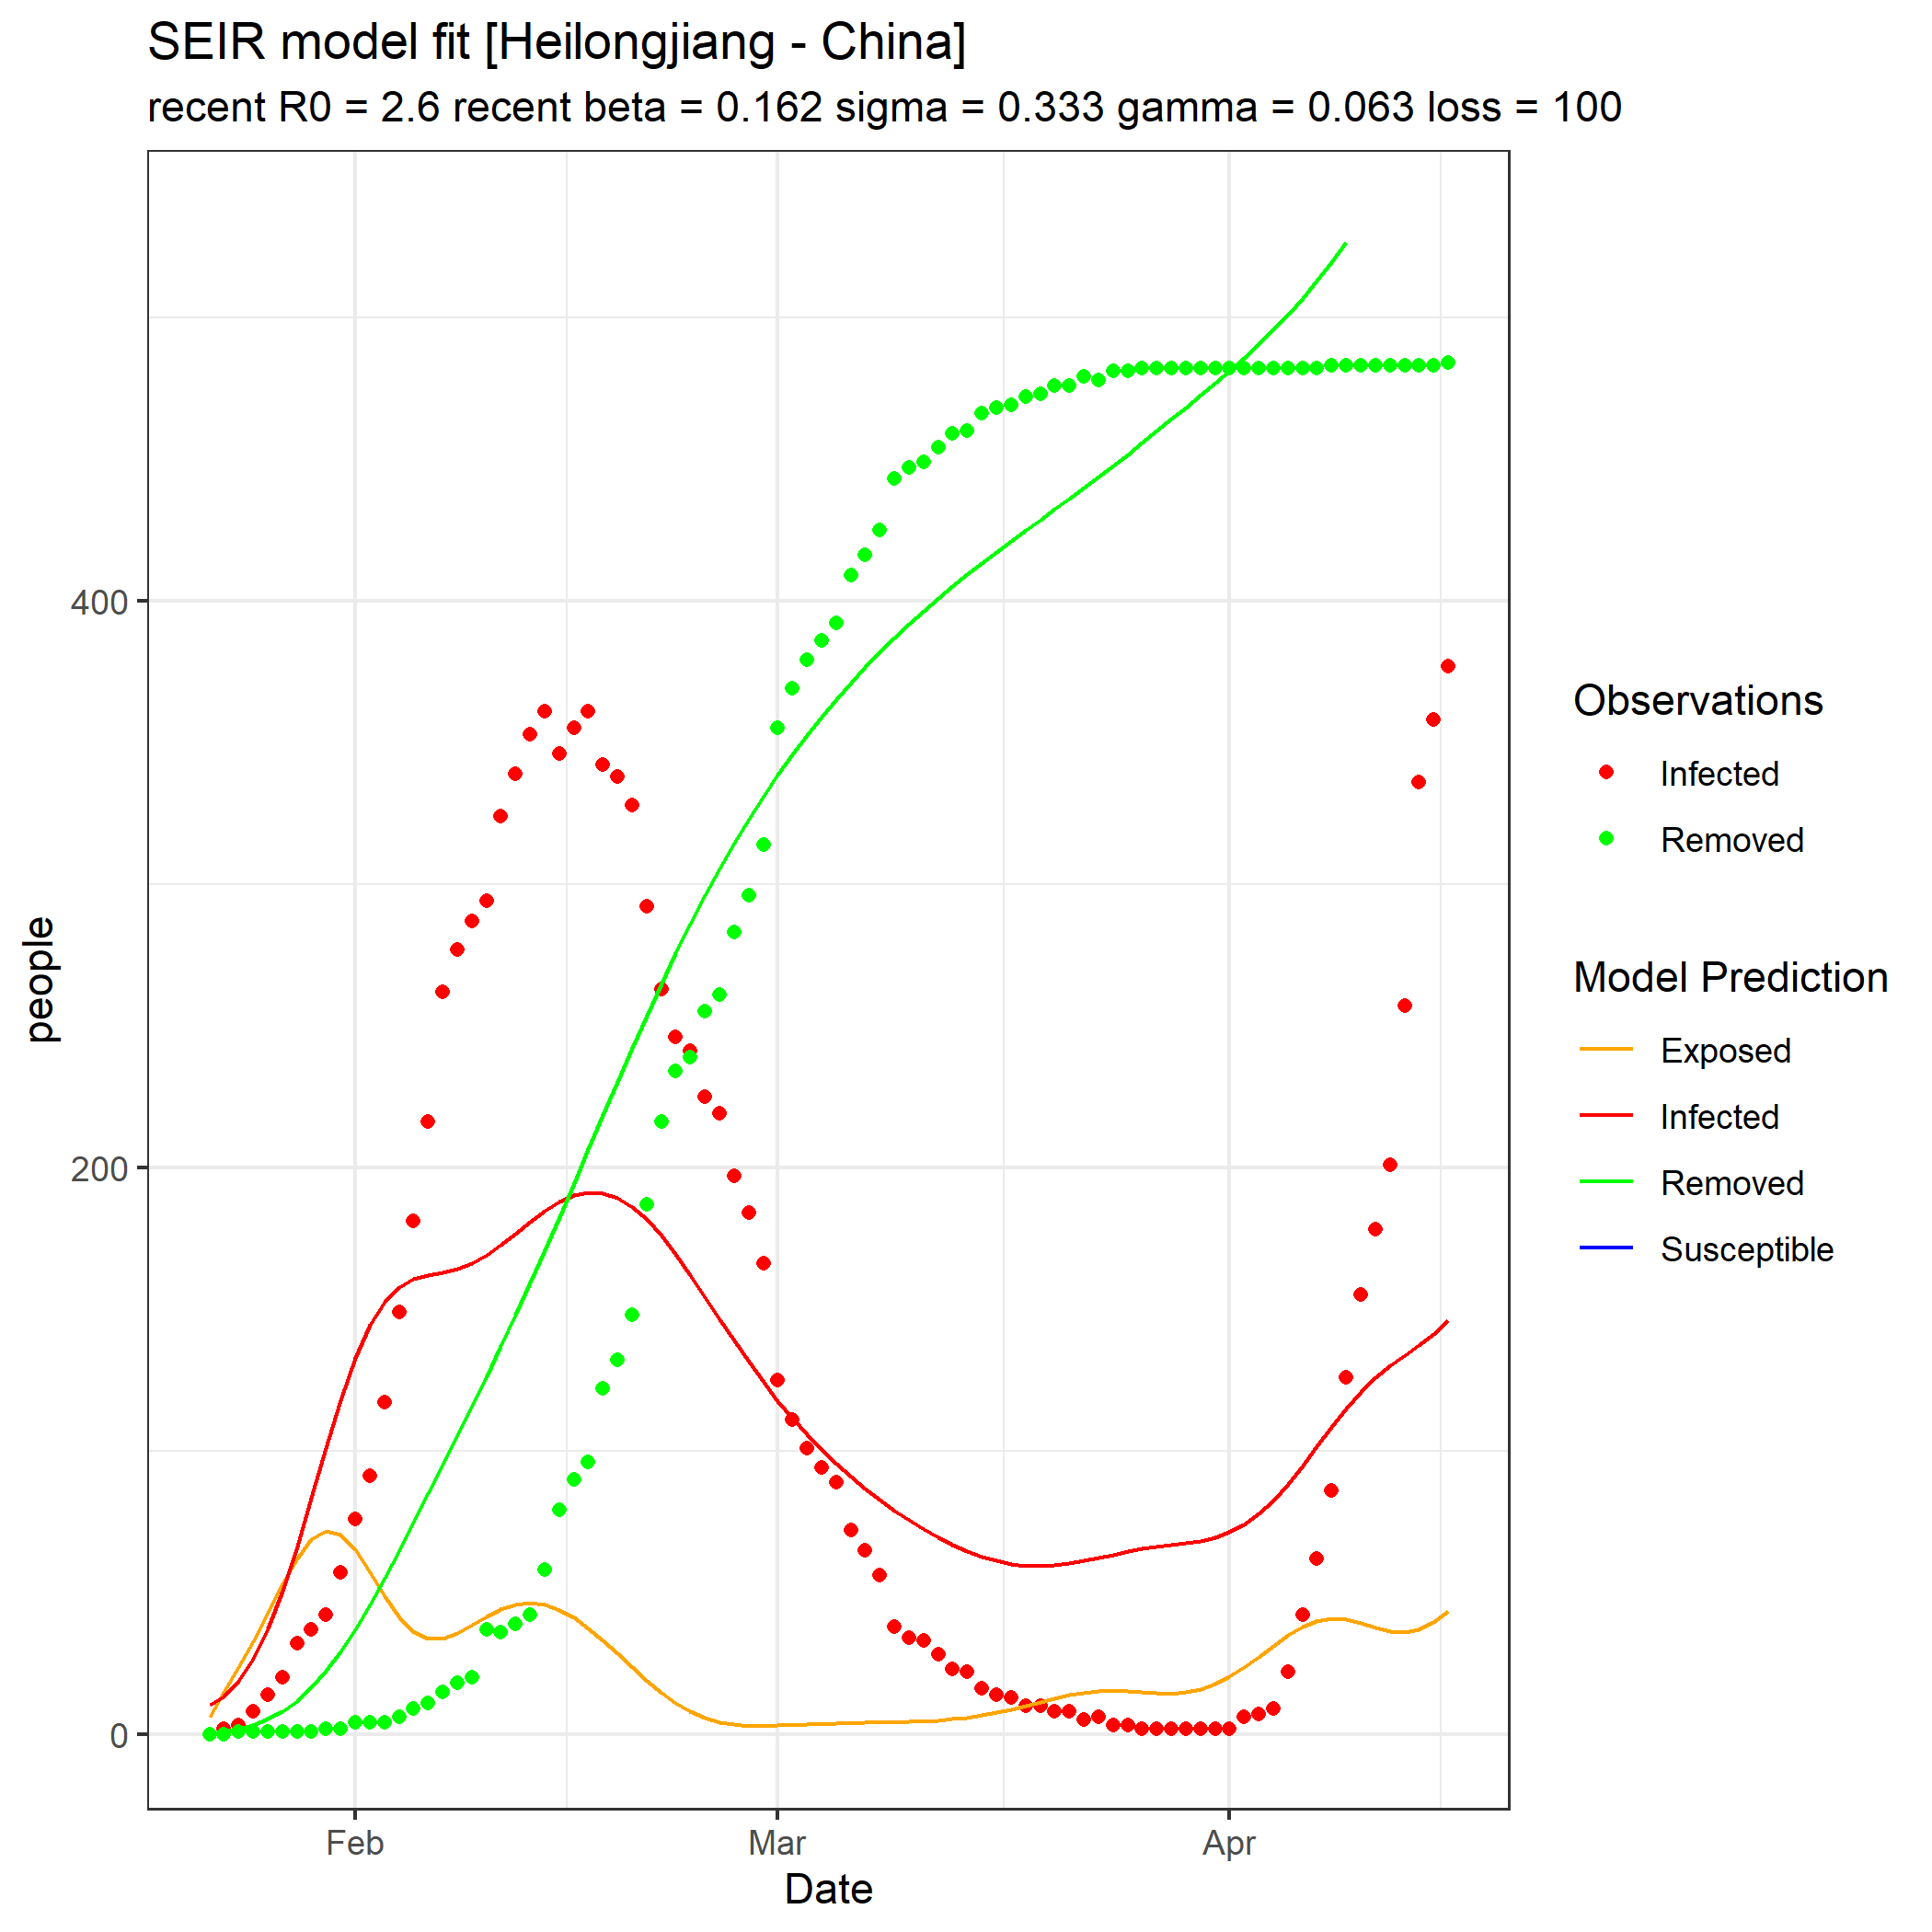 SEIR model fit [Heilongjiang - China]
recent R0 = 2.6 recent beta = 0.162 sigma = 0.333 gamma = 0.063 loss = 100
400
200
0
people
Feb
Mar
Apr
Date
Observations
Infected
Removed
Model Prediction
Exposed
Infected
Removed
Susceptible